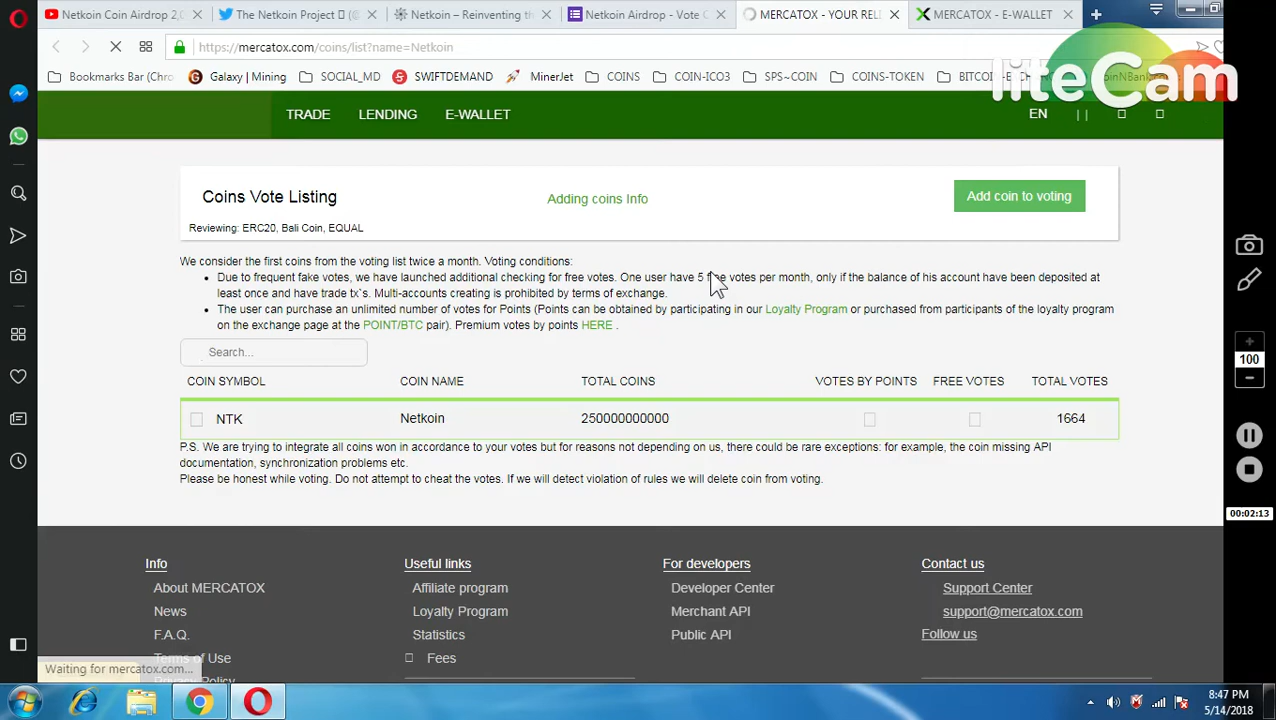 Netkoin Coin Airdrop 2,0
The Netkoin Project
Netkoin – Reinventing
Netkoin Airdrop - Vote C
MERCATOX - YOUR REL
MERCATOX - E-WALLET
https://mercatox.com/coins/list?name=Netkoin
Bookmarks Bar (Chro
Galaxy | Mining
SOCIAL_MD
SWIFTDEMAND
MinerJet
COINS
COIN-ICO3
SPS~COIN
COINS-TOKEN
liteCam
TRADE
LENDING
E-WALLET
EN
Coins Vote Listing
Adding coins Info
Add coin to voting
Reviewing: ERC20, Bali Coin, EQUAL
We consider the first coins from the voting list twice a month. Voting conditions:
Due to frequent fake votes, we have launched additional checking for free votes. One user have 5 free votes per month, only if the balance of his account have been deposited at
least once and have trade tx`s. Multi-accounts creating is prohibited by terms of exchange.
The user can purchase an unlimited number of votes for Points (Points can be obtained by participating in our Loyalty Program or purchased from participants of the loyalty program
on the exchange page at the POINT/BTC pair). Premium votes by points HERE .
Search...
COIN SYMBOL COIN NAME TOTAL COINS VOTES BY POINTS FREE VOTES TOTAL VOTES
NTK Netkoin 250000000000 1664
P.S. We are trying to integrate all coins won in accordance to your votes but for reasons not depending on us, there could be rare exceptions: for example, the coin missing API
documentation, synchronization problems etc.
Please be honest while voting. Do not attempt to cheat the votes. If we will detect violation of rules we will delete coin from voting.
100
00:02:13
Info
About MERCATOX
News
F.A.Q.
Terms of Use
Privacy Policy
Useful links
Affiliate program
Loyalty Program
Statistics
Fees
For developers
Developer Center
Merchant API
Public API
Contact us
Support Center
support@mercatox.com
Follow us
Waiting for mercatox.com...
8:47 PM
5/14/2018